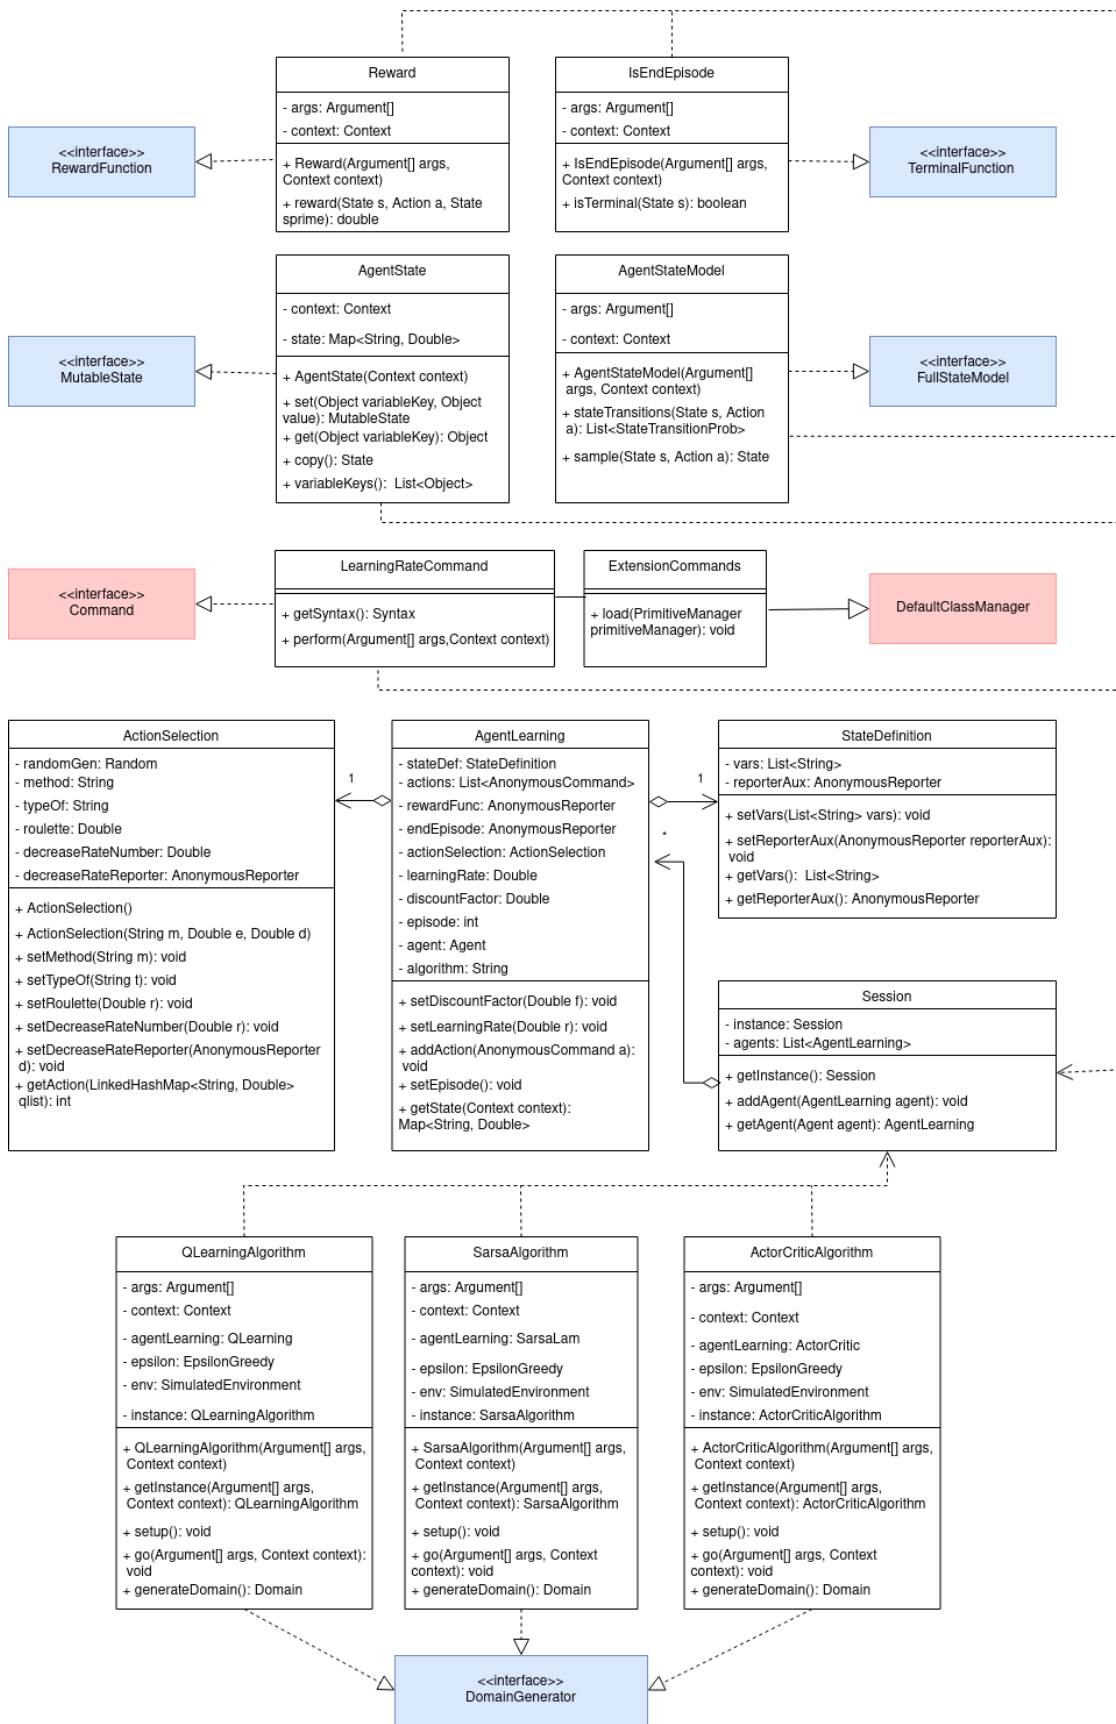 Reward
- args: Argument[]
- context: Context
+ Reward(Argument[] args,
Context context)
+ reward(State s, Action a, State
sprime): double
IsEndEpisode
- args: Argument[]
- context: Context
+ IsEndEpisode(Argument[] args,
Context context)
+ isTerminal(State s): boolean
<<interface>>
RewardFunction
<<interface>>
TerminalFunction
AgentState
- context: Context
- state: Map<String, Double>
+ AgentState(Context context)
+ set(Object variableKey, Object
value): MutableState
+ get(Object variableKey): Object
+ copy(): State
+ variableKeys():  List<Object>
AgentStateModel
- args: Argument[]
- context: Context
+ AgentStateModel(Argument[]
args, Context context)
+ stateTransitions(State s, Action
a): List<StateTransitionProb>
+ sample(State s, Action a): State
<<interface>>
MutableState
<<interface>>
FullStateModel
<<interface>>
Command
LearningRateCommand
+ getSyntax(): Syntax
+ perform(Argument[] args,Context context)
ExtensionCommands
+ load(PrimitiveManager
primitiveManager): void
DefaultClassManager
ActionSelection
- randomGen: Random
- method: String
- typeOf: String
- roulette: Double
- decreaseRateNumber: Double
- decreaseRateReporter: AnonymousReporter
+ ActionSelection()
+ ActionSelection(String m, Double e, Double d)
+ setMethod(String m): void
+ setTypeOf(String t): void
+ setRoulette(Double r): void
+ setDecreaseRateNumber(Double r): void
+ setDecreaseRateReporter(AnonymousReporter
d): void
+ getAction(LinkedHashMap<String, Double>
qlist): int
1
AgentLearning
- stateDef: StateDefinition
- actions: List<AnonymousCommand>
- rewardFunc: AnonymousReporter
- endEpisode: AnonymousReporter
- actionSelection: ActionSelection
- learningRate: Double
- discountFactor: Double
- episode: int
- agent: Agent
- algorithm: String
+ setDiscountFactor(Double f): void
+ setLearningRate(Double r): void
+ addAction(AnonymousCommand a):
void
+ setEpisode(): void
+ getState(Context context):
Map<String, Double>
1
*
StateDefinition
- vars: List<String>
- reporterAux: AnonymousReporter
+ setVars(List<String> vars): void
+ setReporterAux(AnonymousReporter reporterAux):
void
+ getVars():  List<String>
+ getReporterAux(): AnonymousReporter
Session
- instance: Session
- agents: List<AgentLearning>
+ getInstance(): Session
+ addAgent(AgentLearning agent): void
+ getAgent(Agent agent): AgentLearning
QLearningAlgorithm
- args: Argument[]
- context: Context
- agentLearning: QLearning
- epsilon: EpsilonGreedy
- env: SimulatedEnvironment
- instance: QLearningAlgorithm
+ QLearningAlgorithm(Argument[] args,
Context context)
+ getInstance(Argument[] args,
Context context): QLearningAlgorithm
+ setup(): void
+ go(Argument[] args, Context context):
void
+ generateDomain(): Domain
SarsaAlgorithm
- args: Argument[]
- context: Context
- agentLearning: SarsaLam
- epsilon: EpsilonGreedy
- env: SimulatedEnvironment
- instance: SarsaAlgorithm
+ SarsaAlgorithm(Argument[] args,
Context context)
+ getInstance(Argument[] args,
Context context): SarsaAlgorithm
+ setup(): void
+ go(Argument[] args, Context
context): void
+ generateDomain(): Domain
ActorCriticAlgorithm
- args: Argument[]
- context: Context
- agentLearning: ActorCritic
- epsilon: EpsilonGreedy
- env: SimulatedEnvironment
- instance: ActorCriticAlgorithm
+ ActorCriticAlgorithm(Argument[] args,
Context context)
+ getInstance(Argument[] args,
Context context): ActorCriticAlgorithm
+ setup(): void
+ go(Argument[] args, Context
context): void
+ generateDomain(): Domain
<<interface>>
DomainGenerator